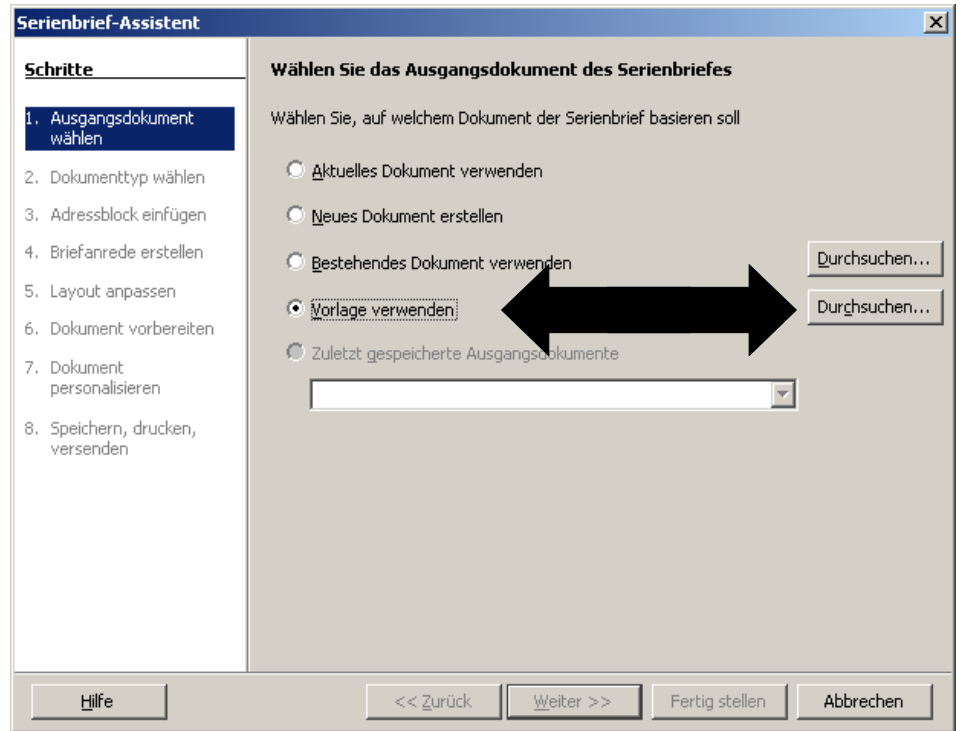 Serienbrief-Assistent
Schritte
1. Ausgangsdokument
wählen
2. Dokumenttyp wählen
3. Adressblock einfügen
4. Briefanrede erstellen
5. Layout anpassen
6. Dokument vorbereiten
7. Dokument
personalisieren
8. Speichern, drucken,
versenden
Wählen Sie das Ausgangsdokument des Serienbriefes
Wählen Sie, auf welchem Dokument der Serienbrief basieren soll
Aktuelles Dokument verwenden
Neues Dokument erstellen
Bestehendes Dokument verwenden
Durchsuchen...
Vorlage verwenden
Durchsuchen...
Zuletzt gespeicherte Ausgangsdokumente
Hilfe
<< Zurück
Weiter >>
Fertig stellen
Abbrechen